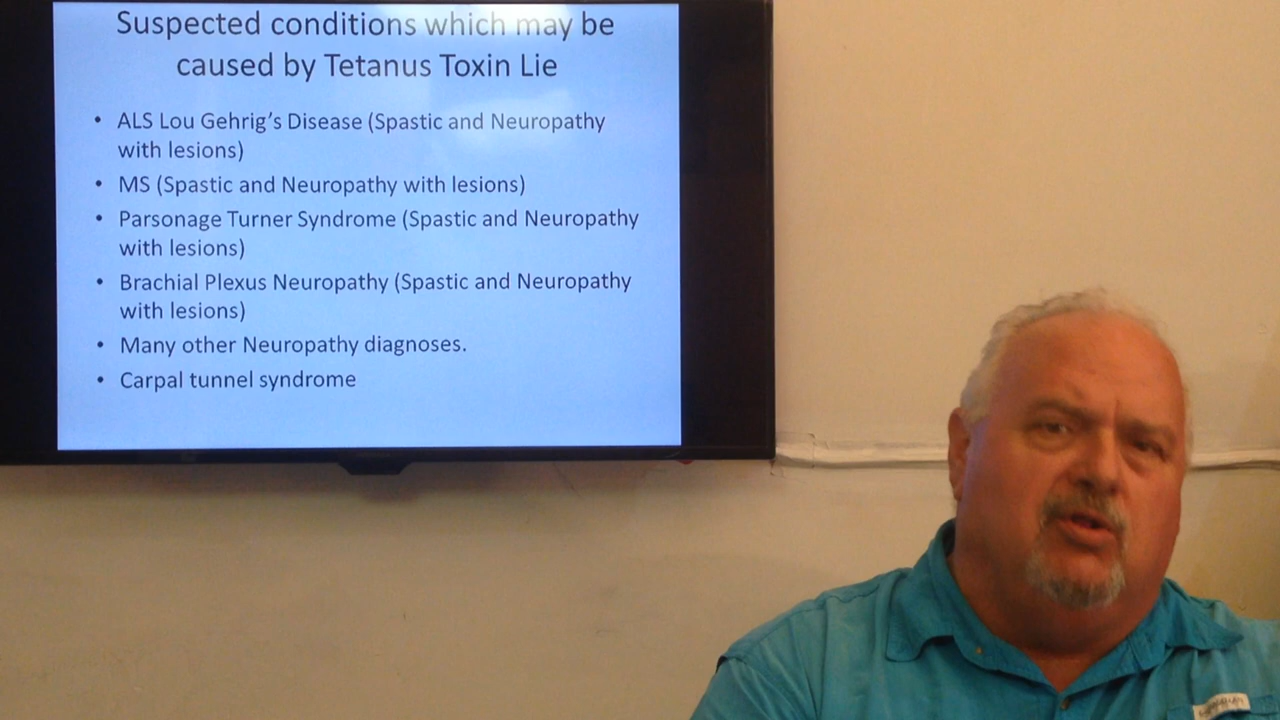 Suspected conditions which may be
caused by Tetanus Toxin Lie
• ALS Lou Gehrig's Disease (Spastic and Neuropathy
with lesions)
• MS (Spastic and Neuropathy with lesions)
• Parsonage Turner Syndrome (Spastic and Neuropathy
with lesions)
• Brachial Plexus Neuropathy (Spastic and Neuropathy
with lesions)
• Many other Neuropathy diagnoses.
• Carpal tunnel syndrome